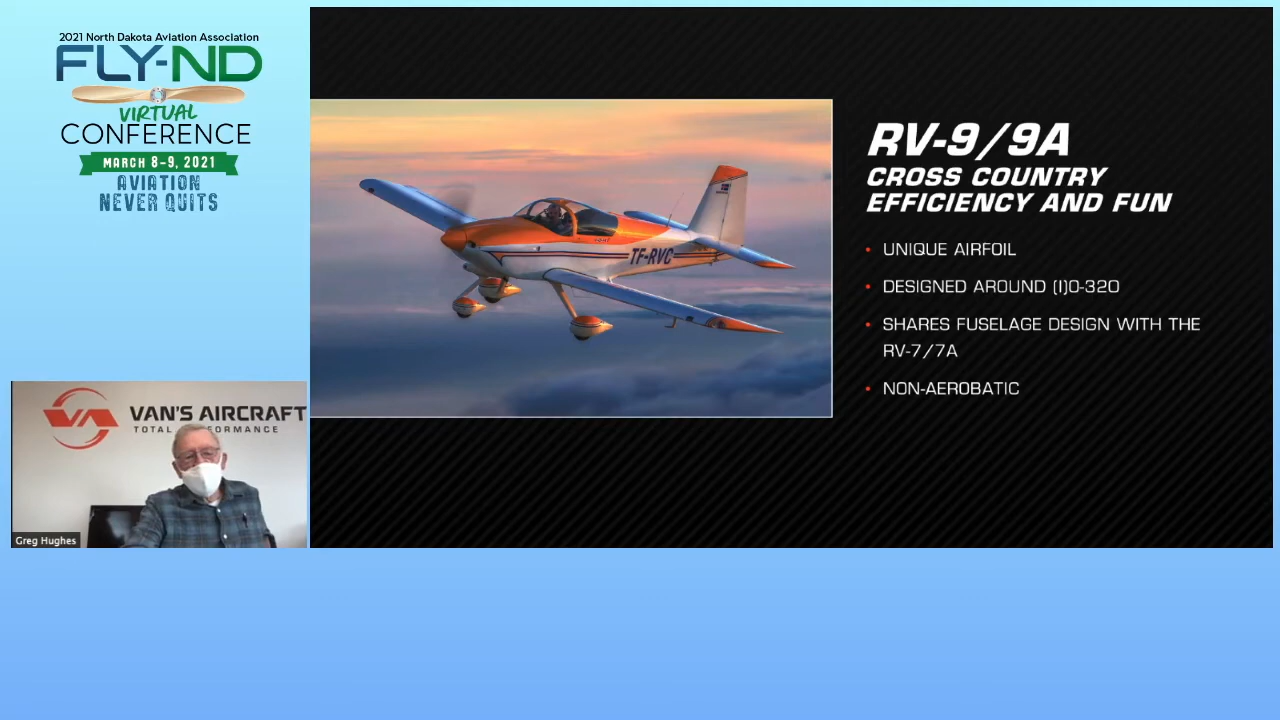 2021 North Dakota Aviation Association
FLY-ND
VIRTUAL
CONFERENCE
MARCH 8-9, 2021
AVIATION
NEVER QUITS
VAN'S AIRCRAFT
TOTAL
Greg Hughes
TF-RVC
RV-9/9A
CROSS COUNTRY
EFFICIENCY AND FUN
• UNIQUE AIRFOIL
• DESIGNED AROUND (I)O-320
• SHARES FUSELAGE DESIGN WITH THE
RV-7/7A
• NON-AEROBATIC